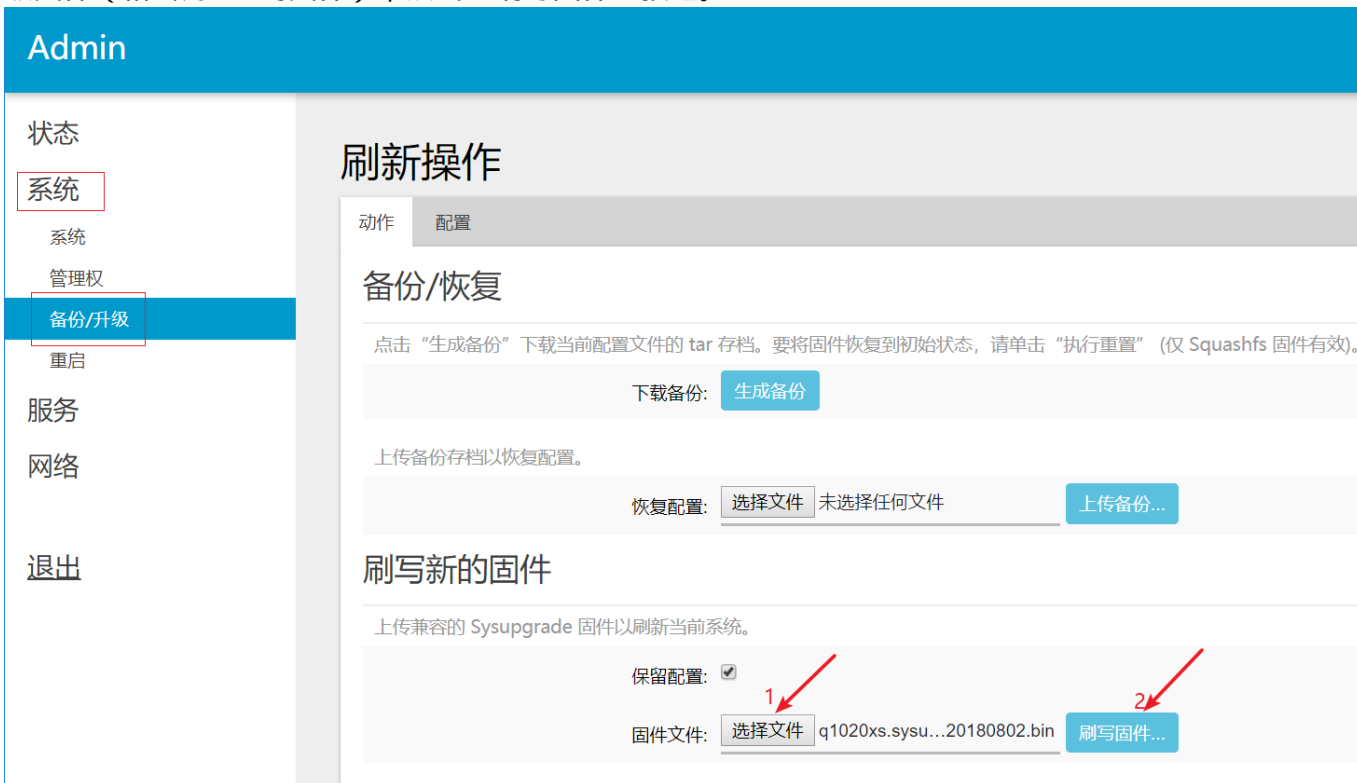 Admin
状态
系统
系统
管理权
备份/升级
重启
服务
网络
退出
刷新操作
动作 配置
备份/恢复
点击“生成备份”下载当前配置文件的 tar 存档。要将固件恢复到初始状态，请单击“执行重置” (仅 Squashfs 固件有效)。
下载备份: 生成备份
上传备份存档以恢复配置。
恢复配置: 选择文件 未选择任何文件 上传备份...
刷写新的固件
上传兼容的 Sysupgrade 固件以刷新当前系统。
保留配置:
1 2
固件文件: 选择文件 q1020xs.sysu…20180802.bin 刷写固件...